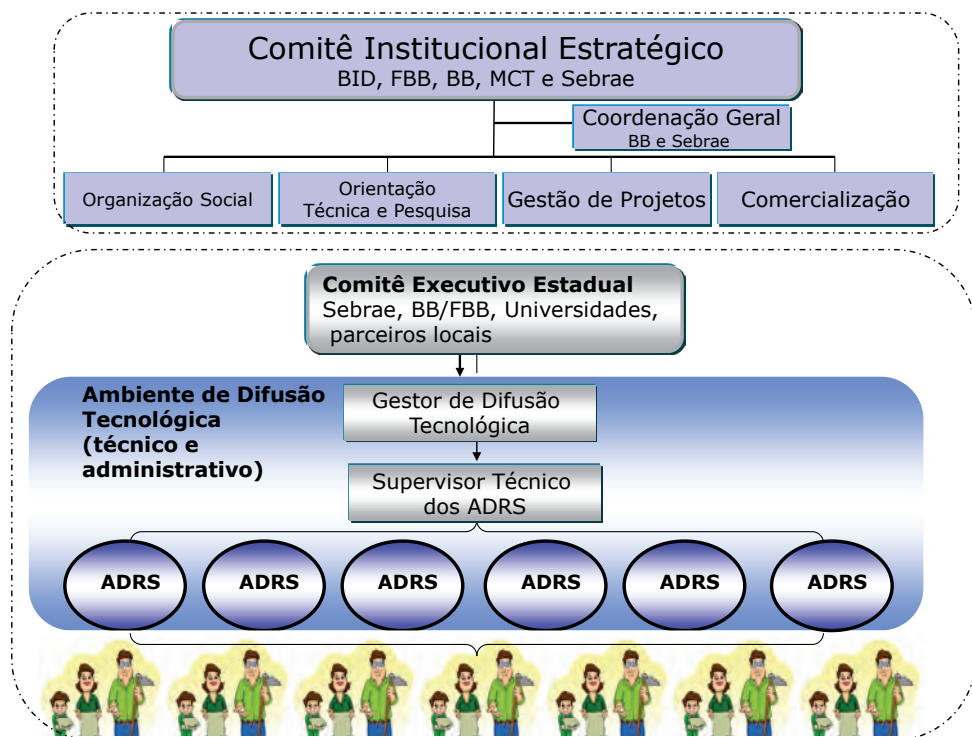 Comitê Institucional Estratégico
BID, FBB, BB, MCT e Sebrae
Coordenação Geral
BB e Sebrae
Organização Social
Orientação
Técnica e Pesquisa
Gestão de Projetos
Comercialização
Comitê Executivo Estadual
Sebrae, BB/FBB, Universidades,
parceiros locais
Ambiente de Difusão
Tecnológica
(técnico e
administrativo)
Gestor de Difusão
Tecnológica
Supervisor Técnico
dos ADRS
ADRS
ADRS
ADRS
ADRS
ADRS
ADRS